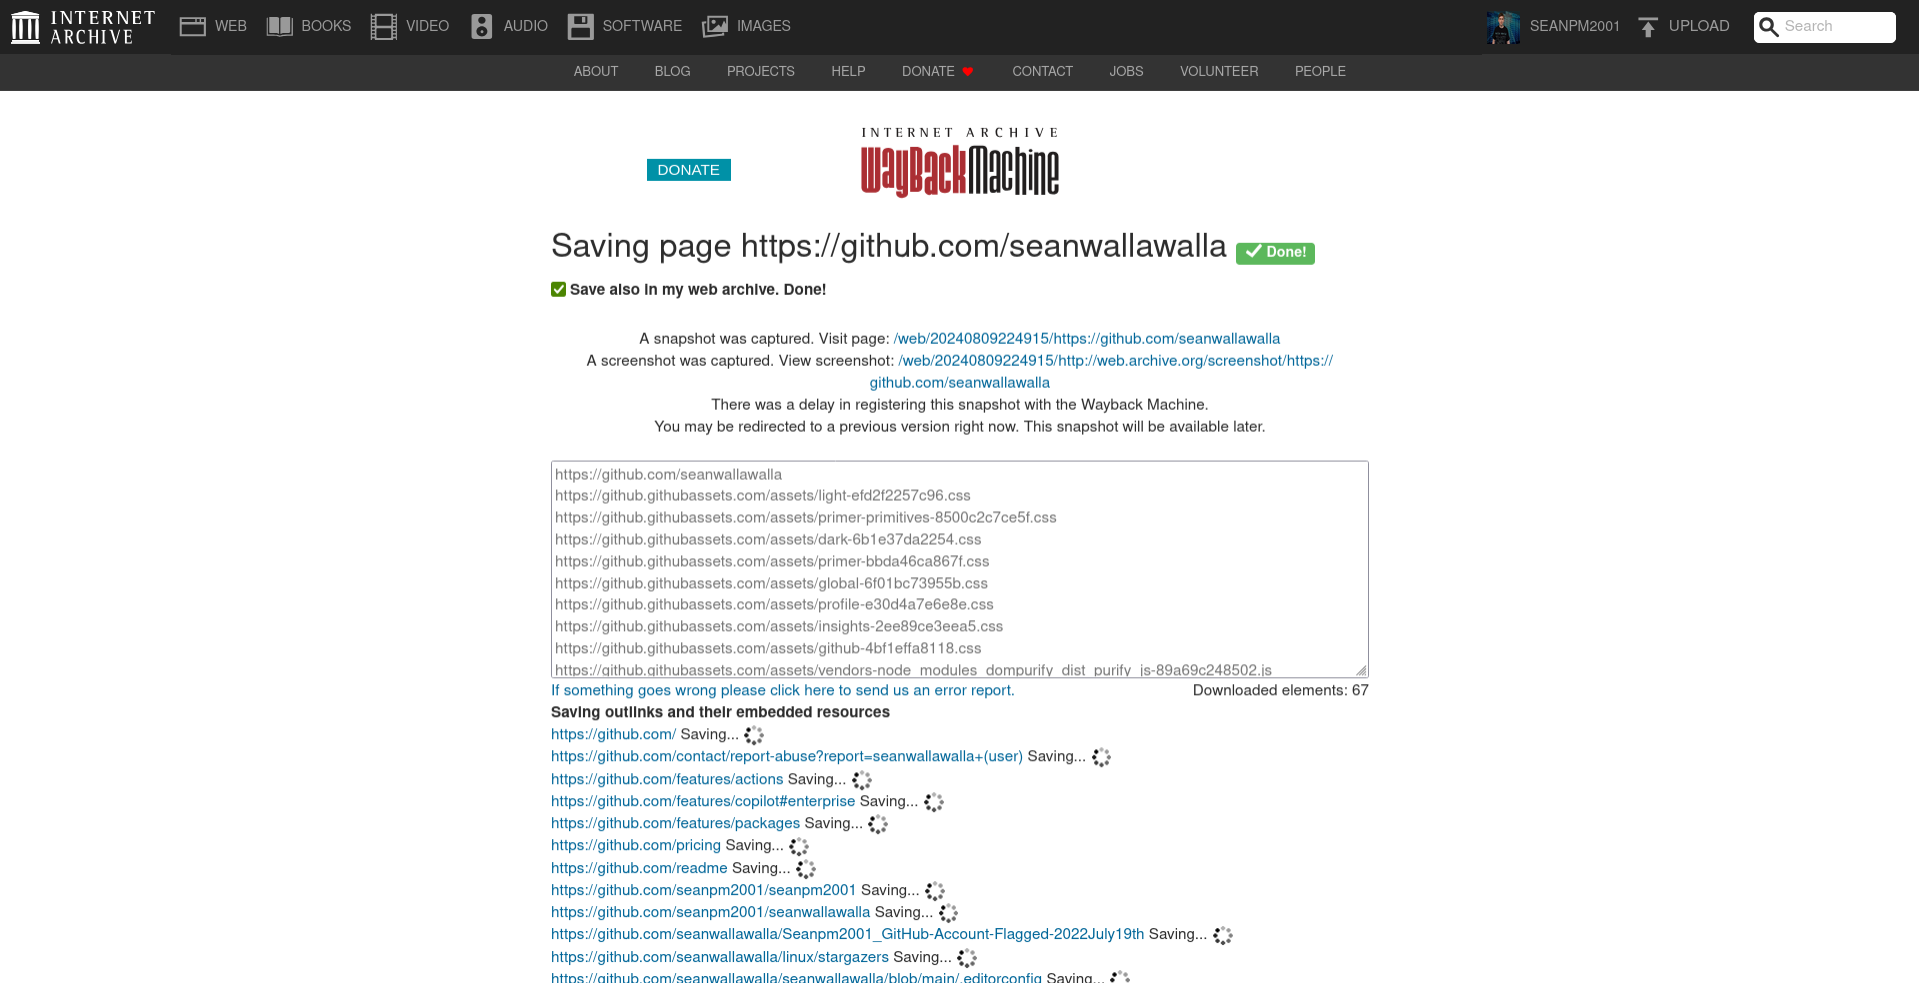 INTERNET ARCHIVE
WEB BOOKS VIDEO AUDIO SOFTWARE IMAGES SEANPM2001 UPLOAD Search
ABOUT BLOG PROJECTS HELP DONATE CONTACT JOBS VOLUNTEER PEOPLE
INTERNET ARCHIVE
WayBackMachine
DONATE
Saving page https://github.com/seanwallawalla Done!
Save also in my web archive. Done!
A snapshot was captured. Visit page: /web/20240809224915/https://github.com/seanwallawalla
A screenshot was captured. View screenshot: /web/20240809224915/http://web.archive.org/screenshot/https://
github.com/seanwallawalla
There was a delay in registering this snapshot with the Wayback Machine.
You may be redirected to a previous version right now. This snapshot will be available later.
https://github.com/seanwallawalla
https://github.githubassets.com/assets/light-efd2f2257c96.css
https://github.githubassets.com/assets/primer-primitives-8500c2c7ce5f.css
https://github.githubassets.com/assets/dark-6b1e37da2254.css
https://github.githubassets.com/assets/primer-bbda46ca867f.css
https://github.githubassets.com/assets/global-6f01bc73955b.css
https://github.githubassets.com/assets/profile-e30d4a7e6e8e.css
https://github.githubassets.com/assets/insights-2ee89ce3eea5.css
https://github.githubassets.com/assets/github-4bf1effa8118.css
https://github.githubassets.com/assets/vendors-node_modules_dompurify_dist_purify_js-89a69c248502.js
If something goes wrong please click here to send us an error report. Downloaded elements: 67
Saving outlinks and their embedded resources
https://github.com/ Saving...
https://github.com/contact/report-abuse?report=seanwallawalla+(user) Saving...
https://github.com/features/actions Saving...
https://github.com/features/copilot#enterprise Saving...
https://github.com/features/packages Saving...
https://github.com/pricing Saving...
https://github.com/readme Saving...
https://github.com/seanpm2001/seanpm2001 Saving...
https://github.com/seanpm2001/seanwallawalla Saving...
https://github.com/seanwallawalla/Seanpm2001_GitHub-Account-Flagged-2022July19th Saving...
https://github.com/seanwallawalla/linux/stargazers Saving...
https://github.com/seanwallawalla/seanwallawalla/blob/main/.editorconfig Saving...